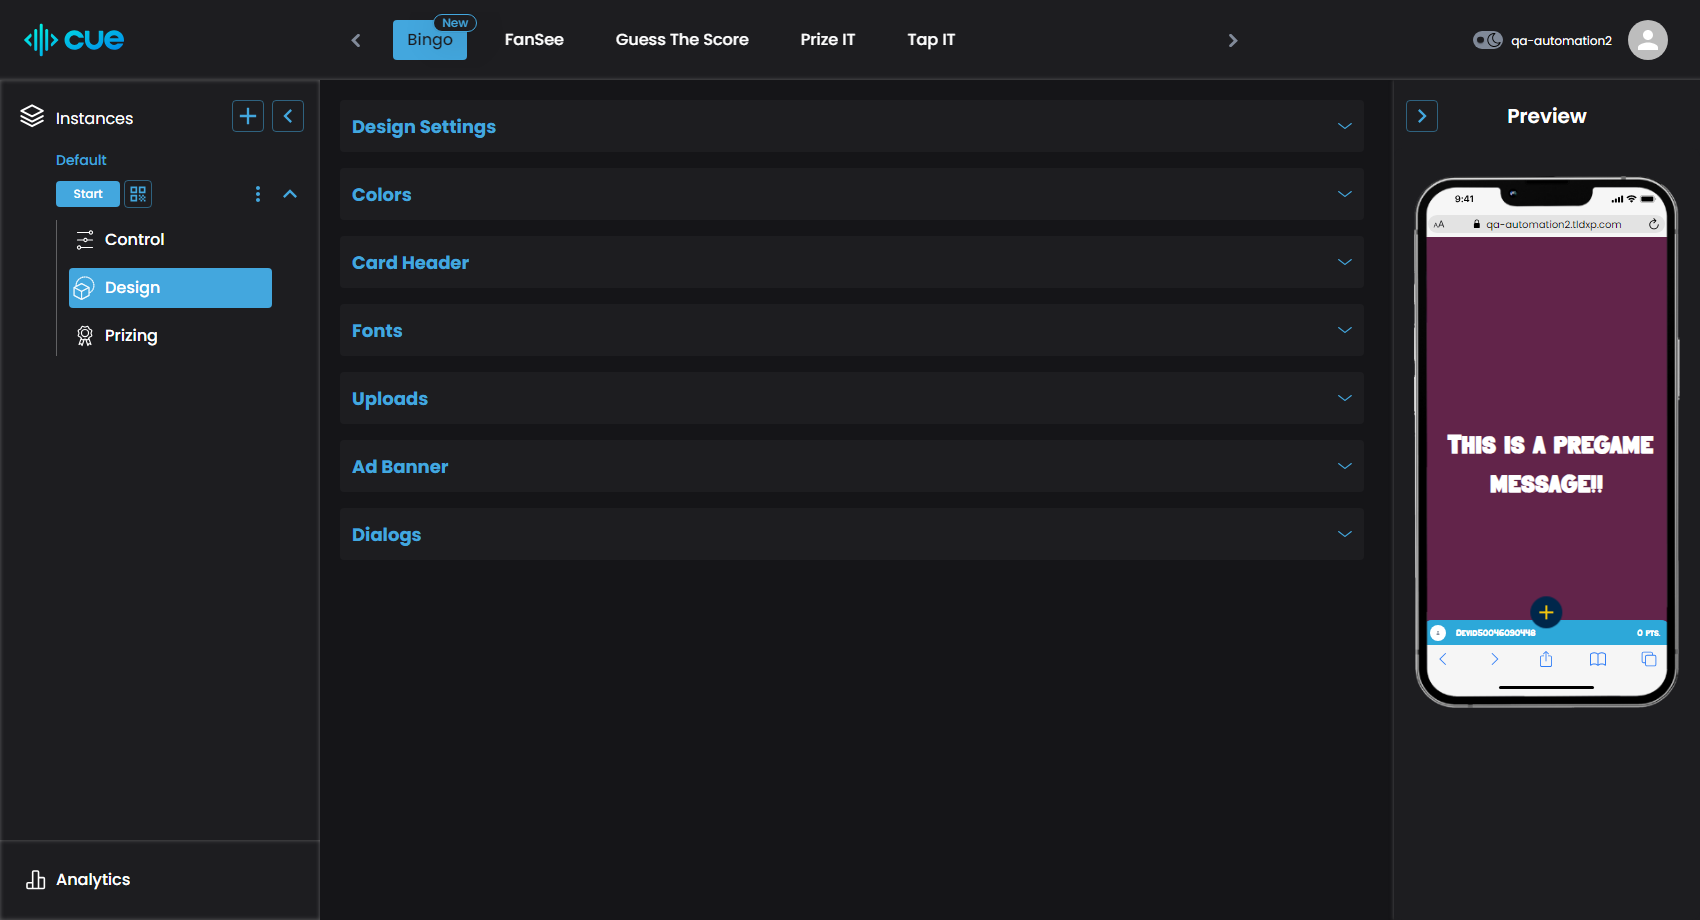 cue
Bingo
New
FanSee
Guess The Score
Prize IT
Tap IT
qa-automation2
Instances
Default
Start
Control
Design
Prizing
Analytics
Design Settings
Colors
Card Header
Fonts
Uploads
Ad Banner
Dialogs
Preview
9:41
AA
qa-automation2.tldxp.com
THIS IS A PREGAME
MESSAGE!!
DEVID50046090448
0 PTS.